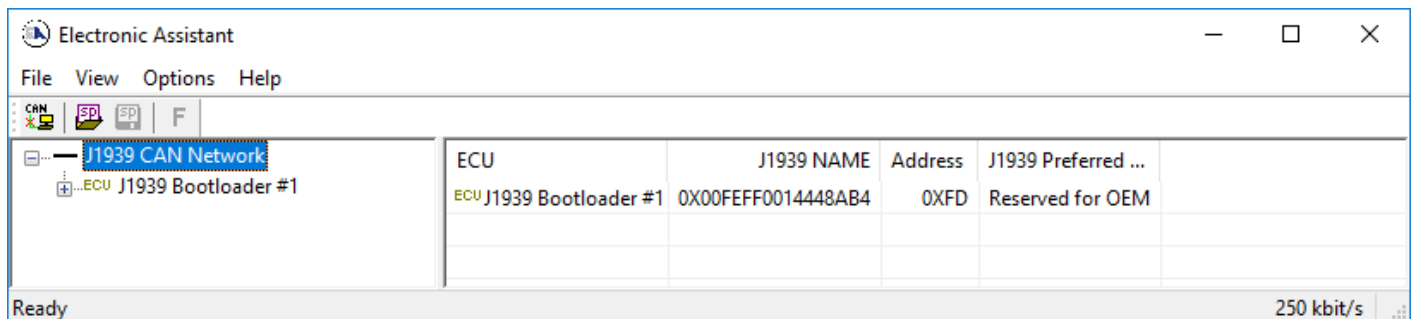 Electronic Assistant
File View Options Help
CAN SP SP F
J1939 CAN Network
ECU J1939 Bootloader #1
ECU J1939 NAME Address J1939 Preferred ...
ECU J1939 Bootloader #1 0X00FEFF0014448AB4 0XFD Reserved for OEM
Ready 250 kbit/s